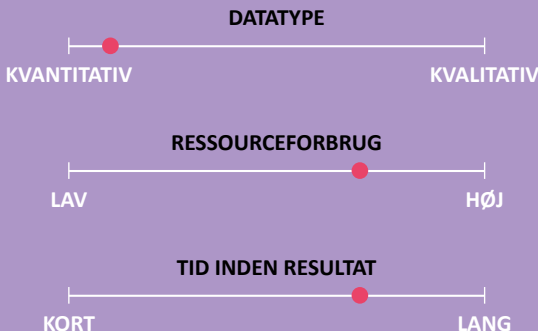 DATATYPE
KVANTITATIV KVALITATIV
RESSOURCEFORBRUG
LAV HØJ
TID INDEN RESULTAT
KORT LANG